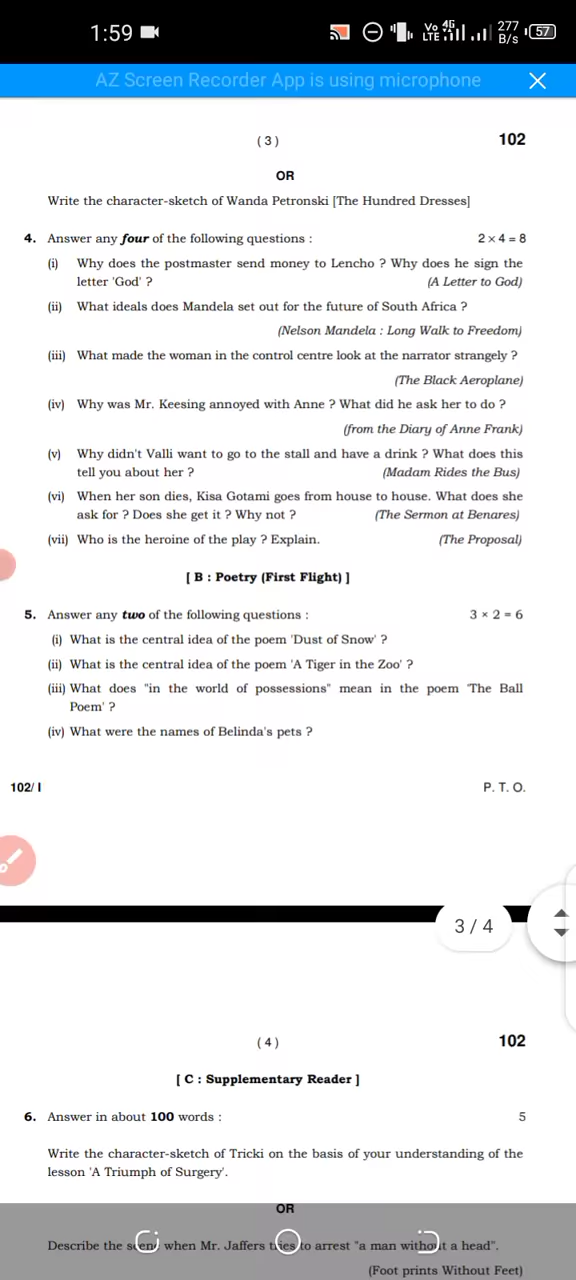 1:59
Vo LTE 4G 277 B/s 57
AZ Screen Recorder App is using microphone
( 3 ) 102
OR
Write the character-sketch of Wanda Petronski [The Hundred Dresses]
4. Answer any four of the following questions : 2 × 4 = 8
(i) Why does the postmaster send money to Lencho ? Why does he sign the
letter 'God' ? (A Letter to God)
(ii) What ideals does Mandela set out for the future of South Africa ?
(Nelson Mandela : Long Walk to Freedom)
(iii) What made the woman in the control centre look at the narrator strangely ?
(The Black Aeroplane)
(iv) Why was Mr. Keesing annoyed with Anne ? What did he ask her to do ?
(from the Diary of Anne Frank)
(v) Why didn't Valli want to go to the stall and have a drink ? What does this
tell you about her ? (Madam Rides the Bus)
(vi) When her son dies, Kisa Gotami goes from house to house. What does she
ask for ? Does she get it ? Why not ? (The Sermon at Benares)
(vii) Who is the heroine of the play ? Explain. (The Proposal)
[ B : Poetry (First Flight) ]
5. Answer any two of the following questions : 3 × 2 = 6
(i) What is the central idea of the poem 'Dust of Snow' ?
(ii) What is the central idea of the poem 'A Tiger in the Zoo' ?
(iii) What does "in the world of possessions" mean in the poem 'The Ball
Poem' ?
(iv) What were the names of Belinda's pets ?
102/ I P. T. O.
3 / 4
( 4 ) 102
[ C : Supplementary Reader ]
6. Answer in about 100 words : 5
Write the character-sketch of Tricki on the basis of your understanding of the
lesson 'A Triumph of Surgery'.
OR
Describe the scene when Mr. Jaffers tries to arrest "a man without a head".
(Foot prints Without Feet)